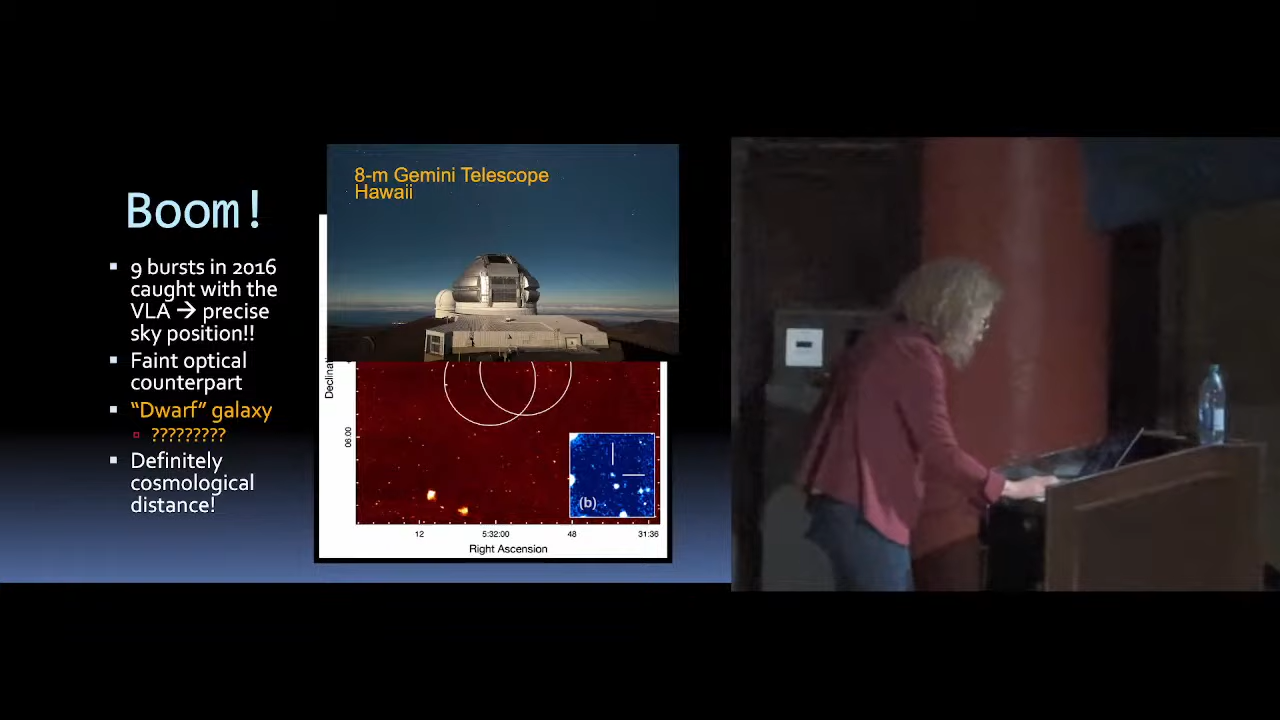 Boom!
9 bursts in 2016
caught with the
VLA → precise
sky position!!
Faint optical
counterpart
“Dwarf” galaxy
?????????
Definitely
cosmological
distance!
8-m Gemini Telescope
Hawaii
Declinati
06:00
(b)
12
5:32:00
48
31:36
Right Ascension